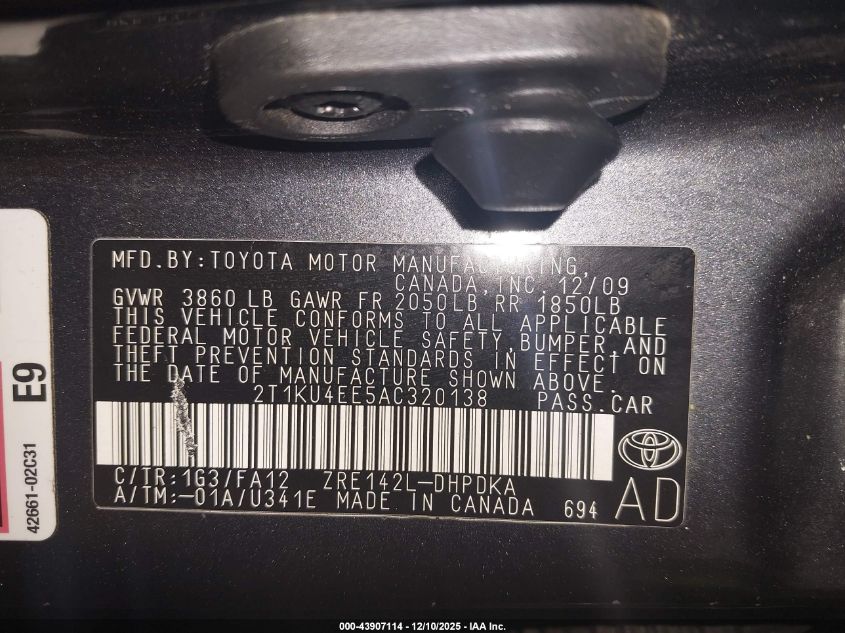 MFD.BY:TOYOTA MOTOR MANUFACTURING,
CANADA,INC. 12/09
GVWR 3860 LB GAWR FR 2050LB RR 1850LB
THIS VEHICLE CONFORMS TO ALL APPLICABLE
FEDERAL MOTOR VEHICLE SAFETY,BUMPER,AND
THEFT PREVENTION STANDARDS IN EFFECT ON
THE DATE OF MANUFACTURE SHOWN ABOVE.
2T1KU4EE5AC320138 PASS.CAR
C/TR:1G3/FA12 ZRE142L-DHPDKA
A/TM:-01A/U341E MADE IN CANADA 694
AD
E9
42661-02C31
000-43907114 - 12/10/2025 - IAA Inc.